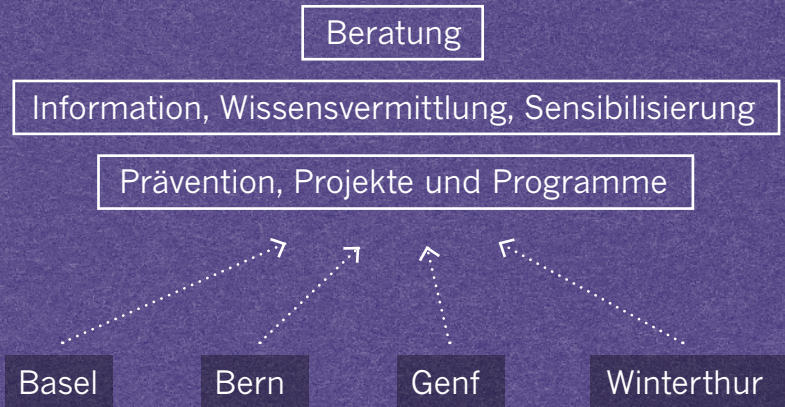 Beratung
Information, Wissensvermittlung, Sensibilisierung
Prävention, Projekte und Programme
Basel
Bern
Genf
Winterthur